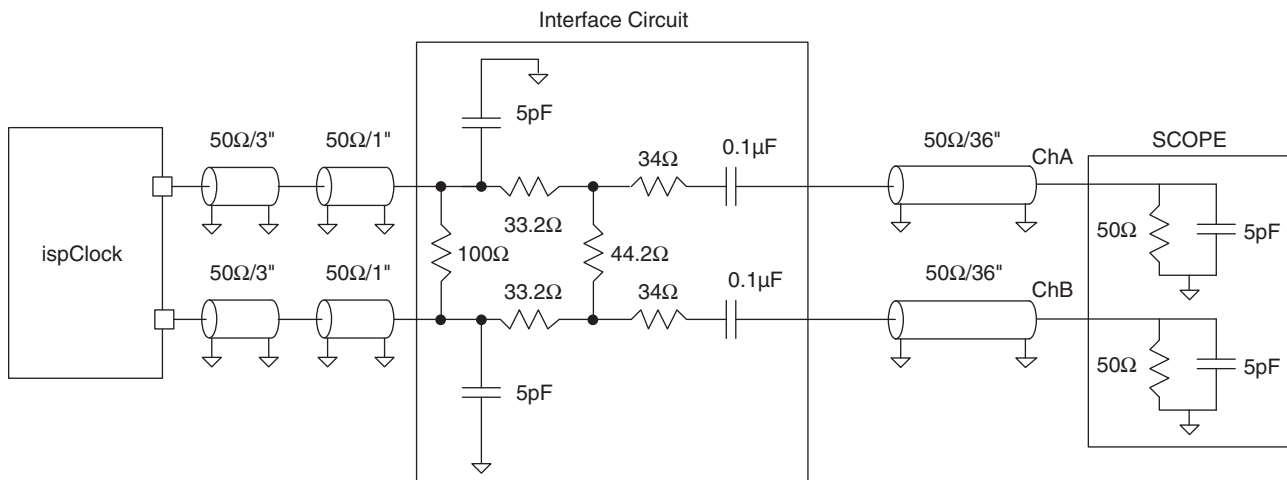 Interface Circuit
5pF
50Ω/3"
50Ω/1"
34Ω
0.1µF
50Ω/36"
ChA
SCOPE
33.2Ω
50Ω
5pF
ispClock
100Ω
44.2Ω
50Ω/3"
50Ω/1"
33.2Ω
34Ω
0.1µF
50Ω/36"
ChB
5pF
50Ω
5pF